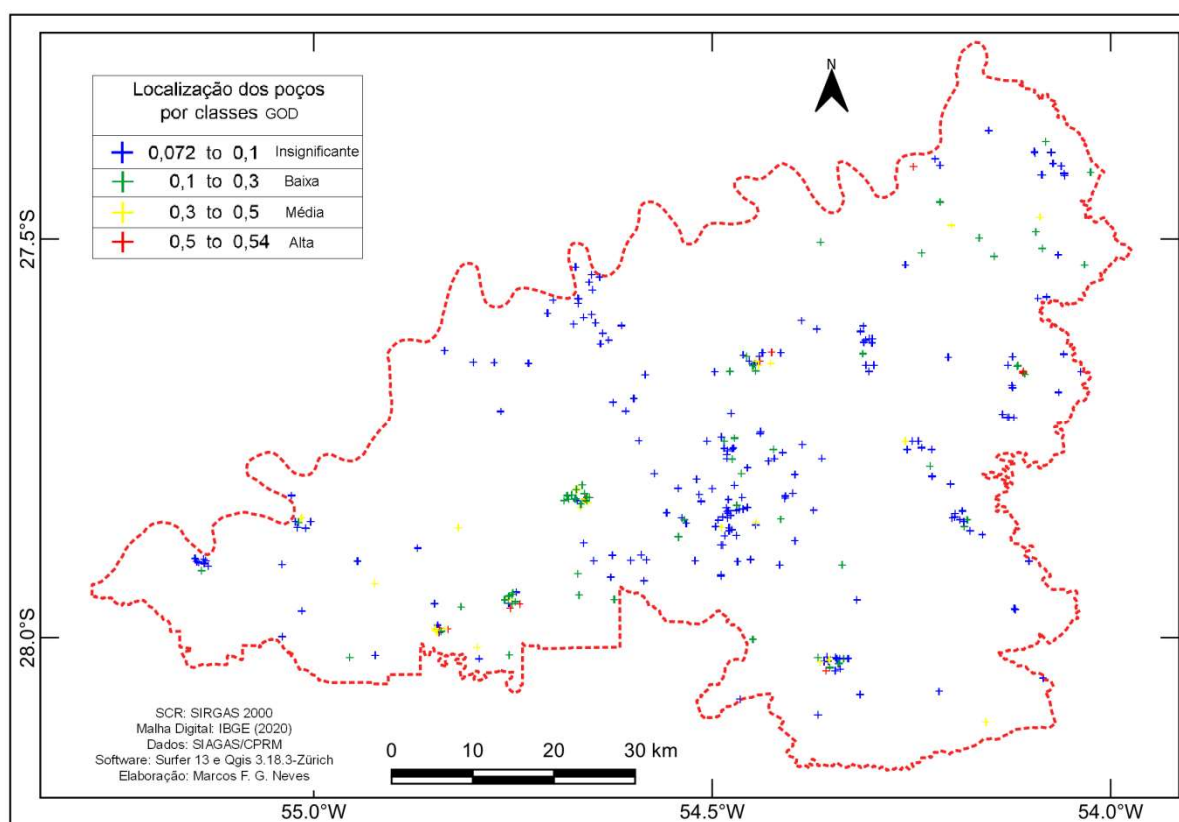 Localização dos poços
por classes GOD
0,072 to 0,1 Insignificante
0,1 to 0,3 Baixa
0,3 to 0,5 Média
0,5 to 0,54 Alta
N
27.5°S
28.0°S
SCR: SIRGAS 2000
Malha Digital: IBGE (2020)
Dados: SIAGAS/CPRM
Software: Surfer 13 e Qgis 3.18.3-Zürich
Elaboração: Marcos F. G. Neves
0 10 20 30 km
55.0°W 54.5°W 54.0°W